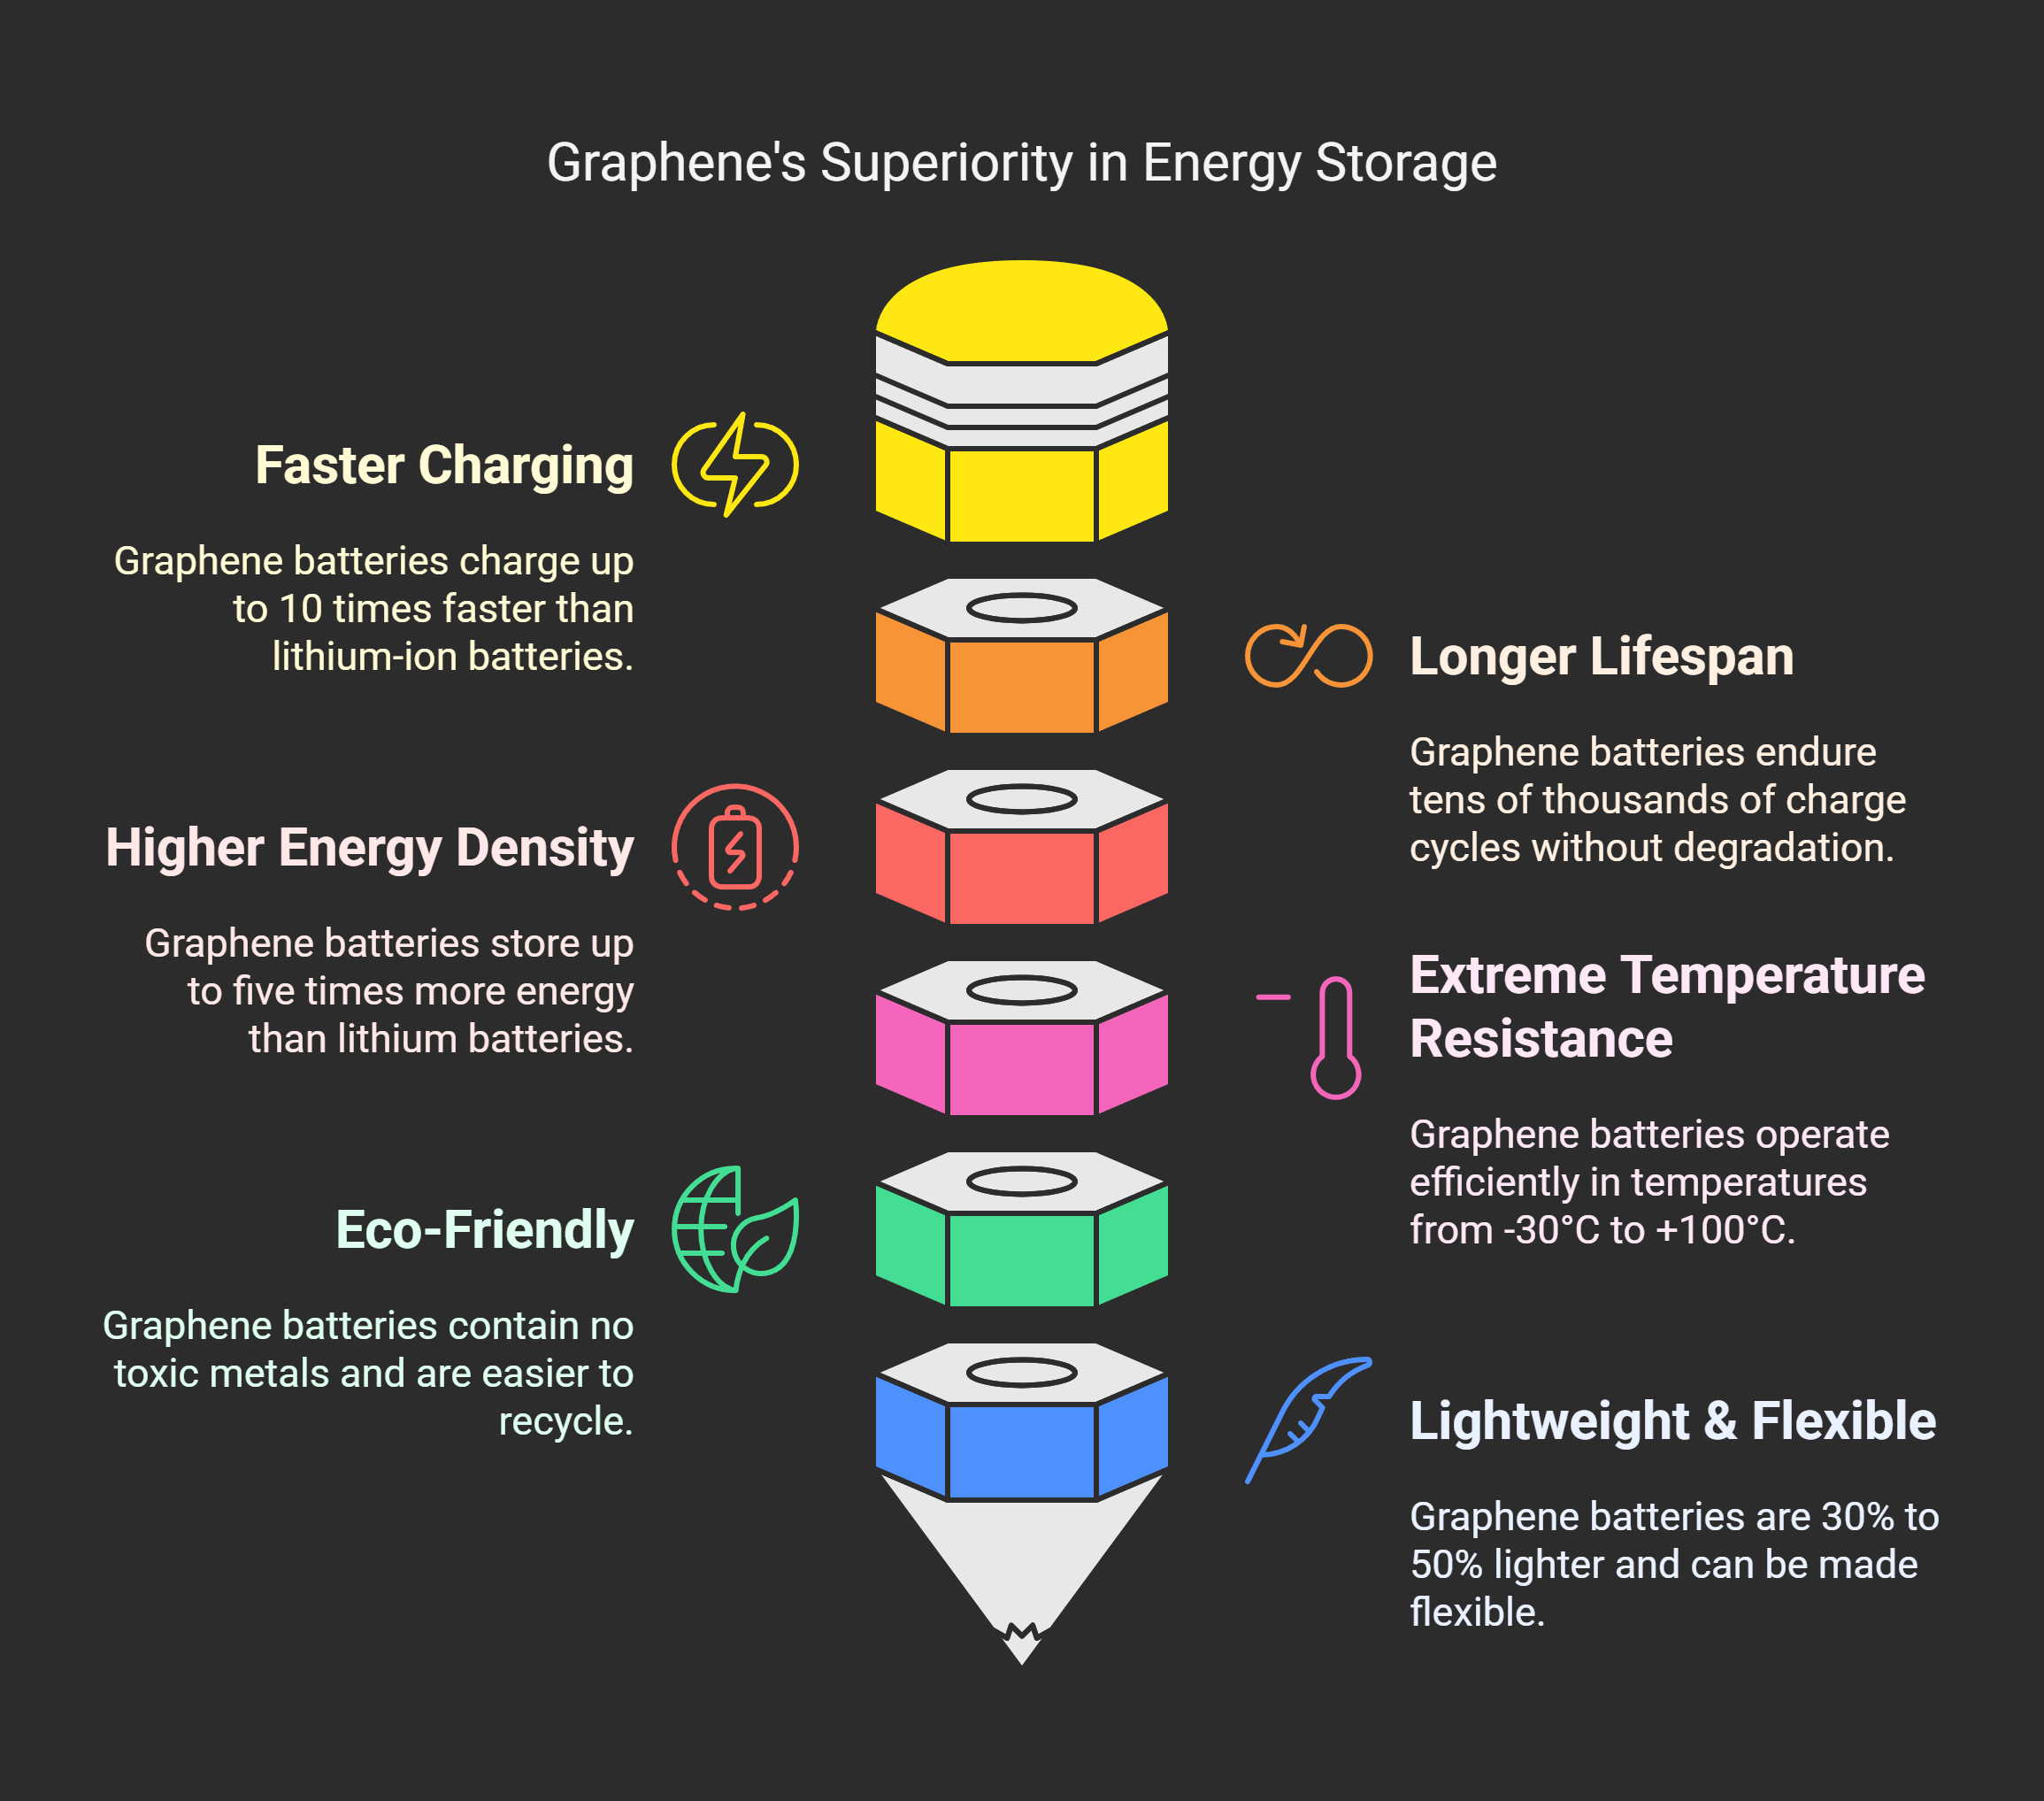 Graphene's Superiority in Energy Storage
Faster Charging
Graphene batteries charge up
to 10 times faster than
lithium-ion batteries.
Longer Lifespan
Graphene batteries endure
tens of thousands of charge
cycles without degradation.
Higher Energy Density
Graphene batteries store up
to five times more energy
than lithium batteries.
Extreme Temperature
Resistance
Graphene batteries operate
efficiently in temperatures
from -30°C to +100°C.
Eco-Friendly
Graphene batteries contain no
toxic metals and are easier to
recycle.
Lightweight & Flexible
Graphene batteries are 30% to
50% lighter and can be made
flexible.